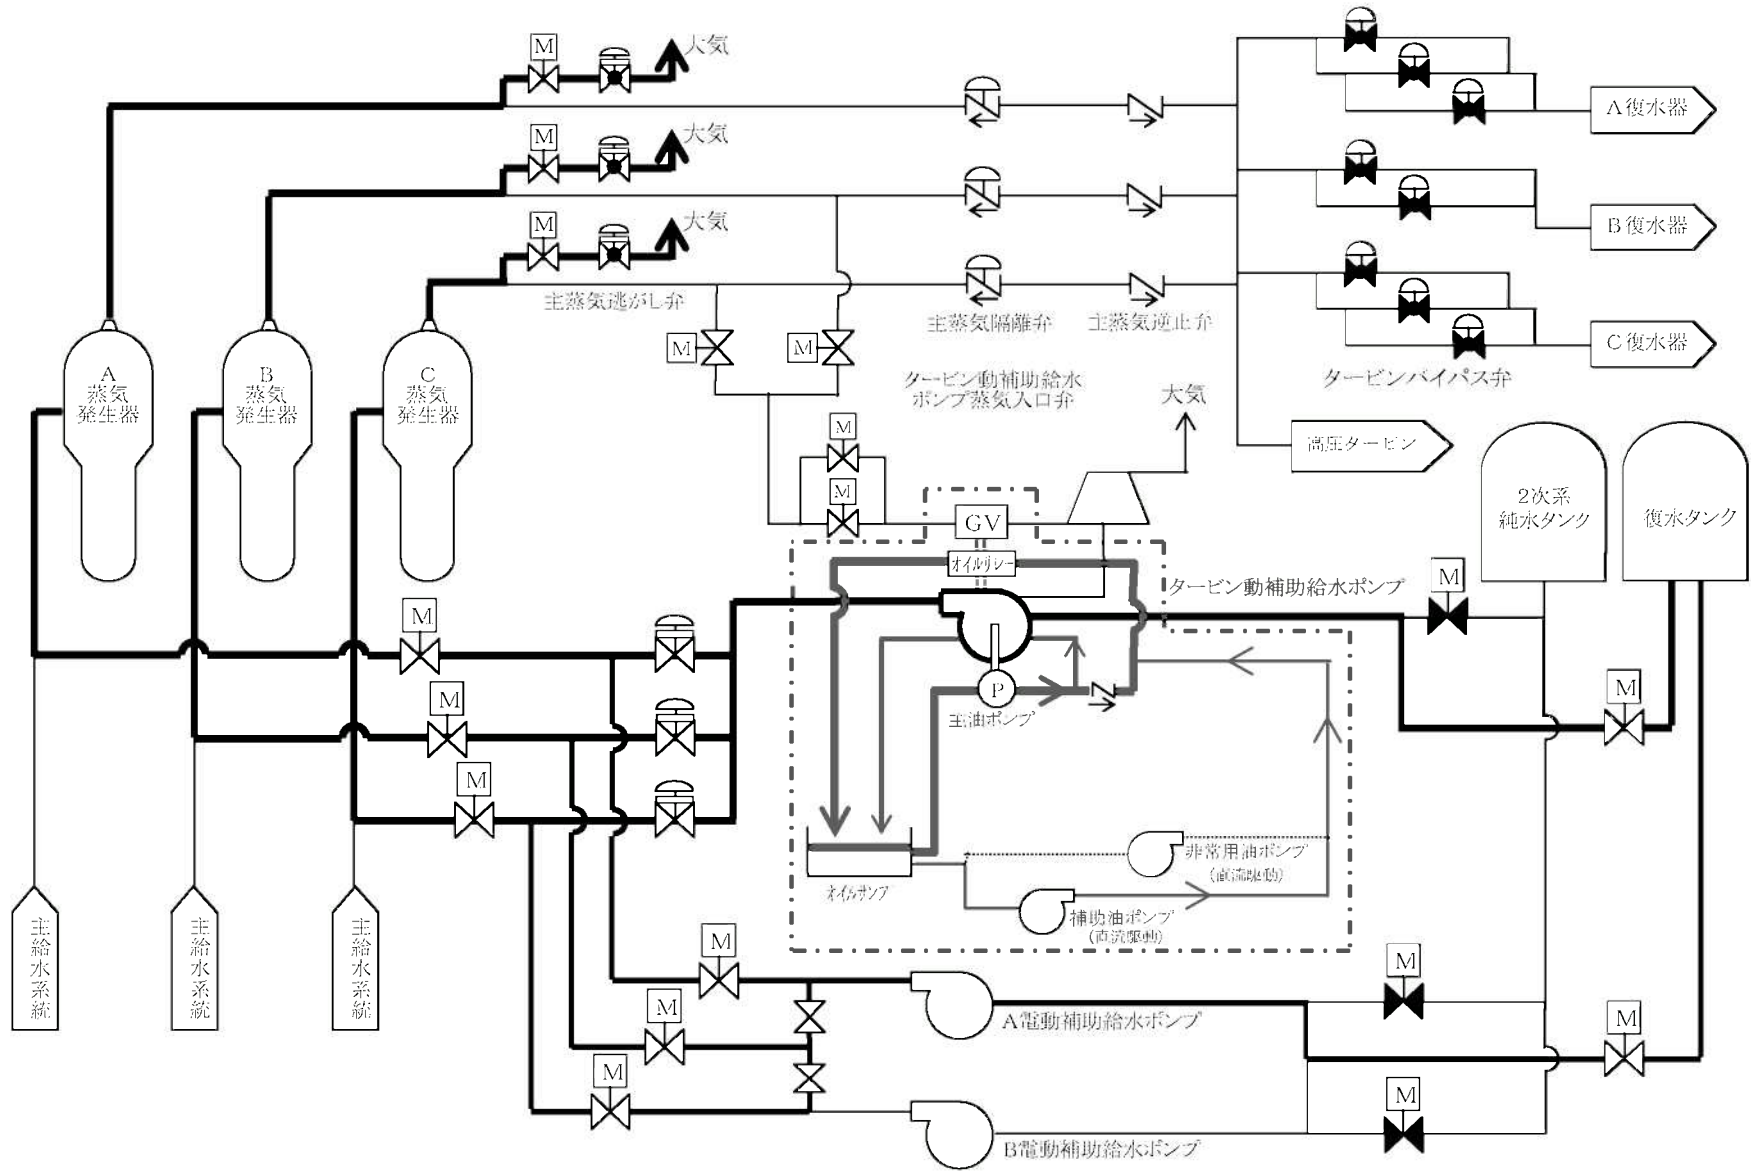 M
大気
M
大気
M
大気
主蒸気逃がし弁
主蒸気隔離弁
主蒸気逆止弁
A復水器
B復水器
C復水器
タービンバイパス弁
高圧タービン
A
蒸気
発生器
B
蒸気
発生器
C
蒸気
発生器
M
M
タービン動補助給水
ポンプ蒸気入口弁
大気
M
M
GV
オイルリレー
タービン動補助給水ポンプ
M
2次系
純水タンク
復水タンク
M
M
M
M
P
主油ポンプ
オイルサンプ
非常用油ポンプ
(直流駆動)
補助油ポンプ
(直流駆動)
主給水系統
主給水系統
主給水系統
M
M
M
A電動補助給水ポンプ
B電動補助給水ポンプ
M
M
M